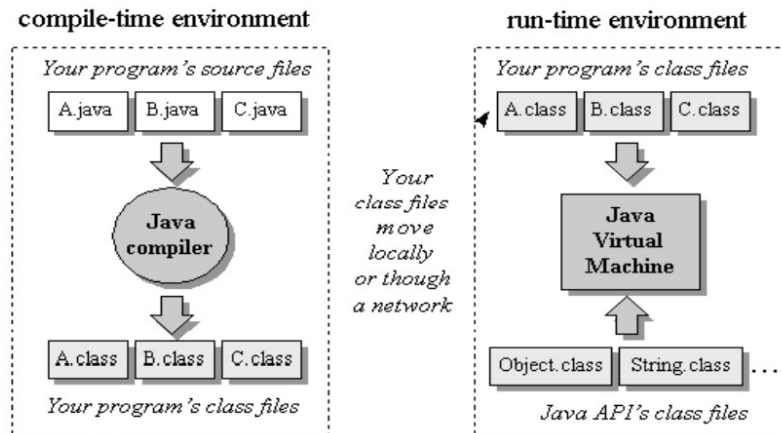 compile-time environment
Your program's source files
A.java B.java C.java
Java
compiler
A.class B.class C.class
Your program's class files
Your
class files
move
locally
or though
a network
run-time environment
Your program's class files
A.class B.class C.class
Java
Virtual
Machine
Object.class String.class ...
Java API's class files